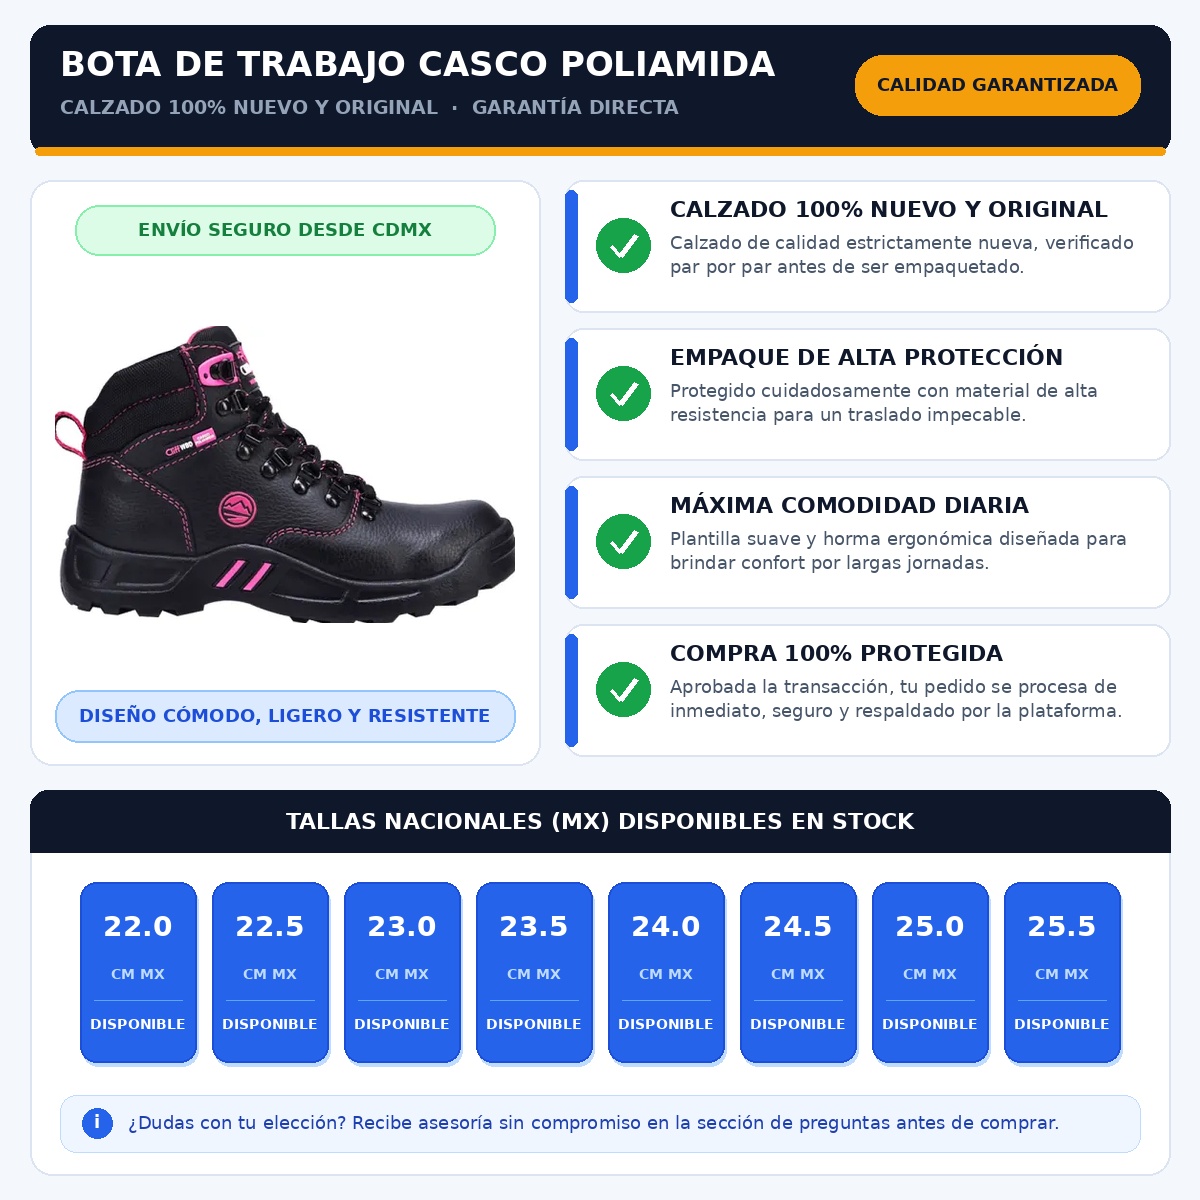 BOTA DE TRABAJO CASCO POLIAMIDA
CALZADO 100% NUEVO Y ORIGINAL · GARANTÍA DIRECTA
CALIDAD GARANTIZADA
ENVÍO SEGURO DESDE CDMX
Cliff WBD
DISEÑO CÓMODO, LIGERO Y RESISTENTE
CALZADO 100% NUEVO Y ORIGINAL
Calzado de calidad estrictamente nueva, verificado
par por par antes de ser empaquetado.
EMPAQUE DE ALTA PROTECCIÓN
Protegido cuidadosamente con material de alta
resistencia para un traslado impecable.
MÁXIMA COMODIDAD DIARIA
Plantilla suave y horma ergonómica diseñada para
brindar confort por largas jornadas.
COMPRA 100% PROTEGIDA
Aprobada la transacción, tu pedido se procesa de
inmediato, seguro y respaldado por la plataforma.
TALLAS NACIONALES (MX) DISPONIBLES EN STOCK
22.0 22.5 23.0 23.5 24.0 24.5 25.0 25.5
CM MX CM MX CM MX CM MX CM MX CM MX CM MX CM MX
DISPONIBLE DISPONIBLE DISPONIBLE DISPONIBLE DISPONIBLE DISPONIBLE DISPONIBLE DISPONIBLE
i ¿Dudas con tu elección? Recibe asesoría sin compromiso en la sección de preguntas antes de comprar.